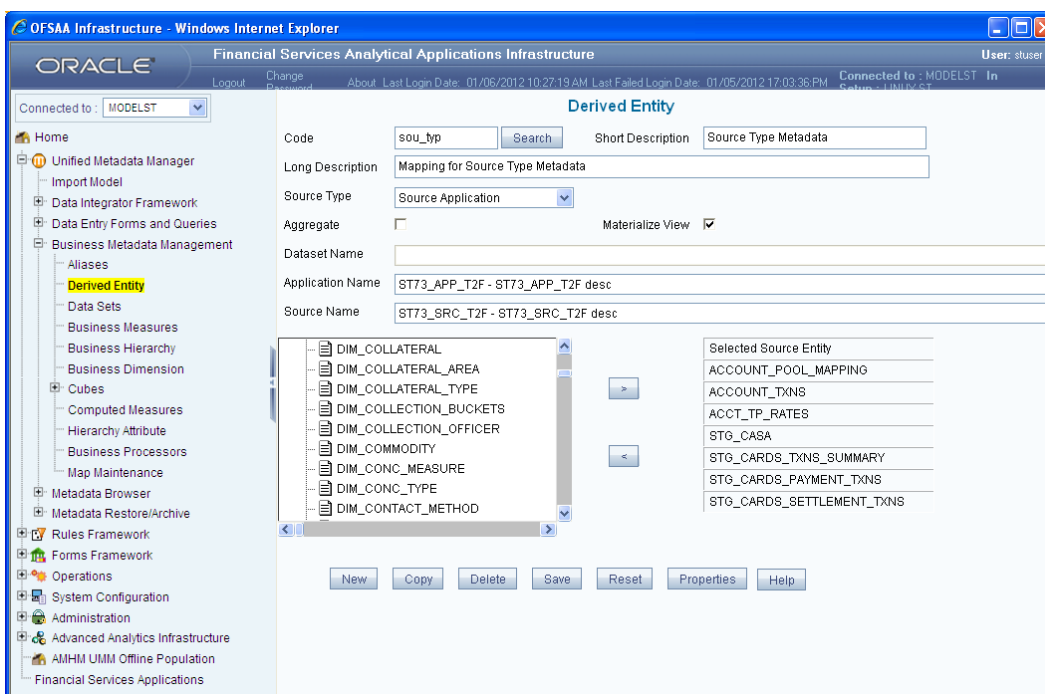 OFSAA Infrastructure - Windows Internet Explorer
ORACLE
Financial Services Analytical Applications Infrastructure
User: stuser
Logout
Change Password
About
Last Login Date: 01/06/2012 10:27:19 AM
Last Failed Login Date: 01/05/2012 17:03:36:PM
Connected to : MODELST In
Setup : UNIX ST
Connected to : MODELST
Home
Unified Metadata Manager
Import Model
Data Integrator Framework
Data Entry Forms and Queries
Business Metadata Management
Aliases
Derived Entity
Data Sets
Business Measures
Business Hierarchy
Business Dimension
Cubes
Computed Measures
Hierarchy Attribute
Business Processors
Map Maintenance
Metadata Browser
Metadata Restore/Archive
Rules Framework
Forms Framework
Operations
System Configuration
Administration
Advanced Analytics Infrastructure
AMHM UMM Offline Population
Financial Services Applications
Derived Entity
Code sou_typ Search Short Description Source Type Metadata
Long Description Mapping for Source Type Metadata
Source Type Source Application
Aggregate Materialize View
Dataset Name
Application Name ST73_APP_T2F - ST73_APP_T2F desc
Source Name ST73_SRC_T2F - ST73_SRC_T2F desc
DIM_COLLATERAL
DIM_COLLATERAL_AREA
DIM_COLLATERAL_TYPE
DIM_COLLECTION_BUCKETS
DIM_COLLECTION_OFFICER
DIM_COMMODITY
DIM_CONC_MEASURE
DIM_CONC_TYPE
DIM_CONTACT_METHOD
>
<
Selected Source Entity
ACCOUNT_POOL_MAPPING
ACCOUNT_TXNS
ACCT_TP_RATES
STG_CASA
STG_CARDS_TXNS_SUMMARY
STG_CARDS_PAYMENT_TXNS
STG_CARDS_SETTLEMENT_TXNS
New Copy Delete Save Reset Properties Help